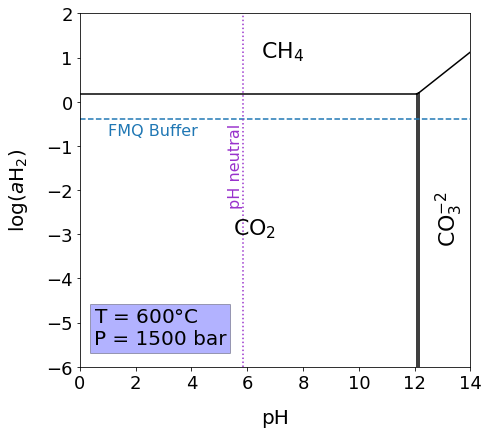 2
1
0
−1
−2
−3
−4
−5
−6
log(aH₂)
CH₄
FMQ Buffer
pH neutral
CO₂
CO₃⁻²
T = 600°C
P = 1500 bar
0 2 4 6 8 10 12 14
pH